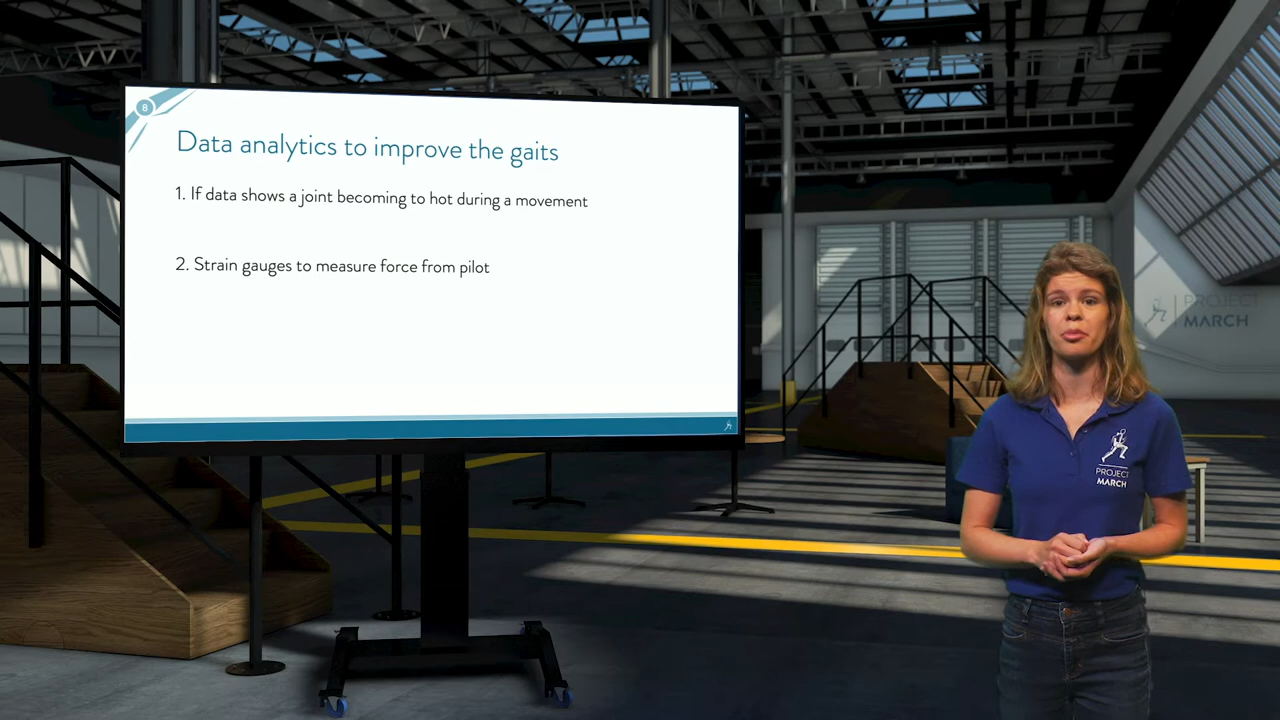 8
Data analytics to improve the gaits
1. If data shows a joint becoming to hot during a movement
2. Strain gauges to measure force from pilot
PROJECT
MARCH
PROJECT
MARCH